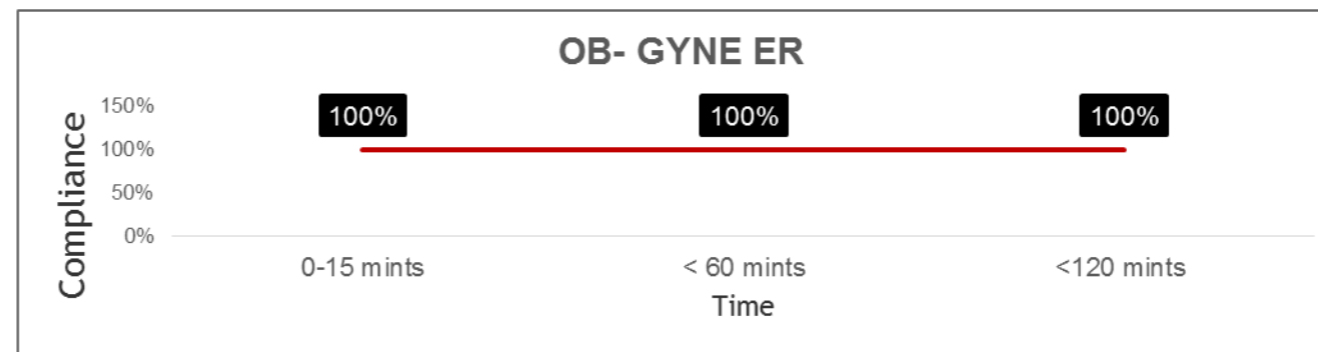 OB- GYNE ER
Compliance
150%
100%
50%
0%
100% 100% 100%
0-15 mints < 60 mints <120 mints
Time